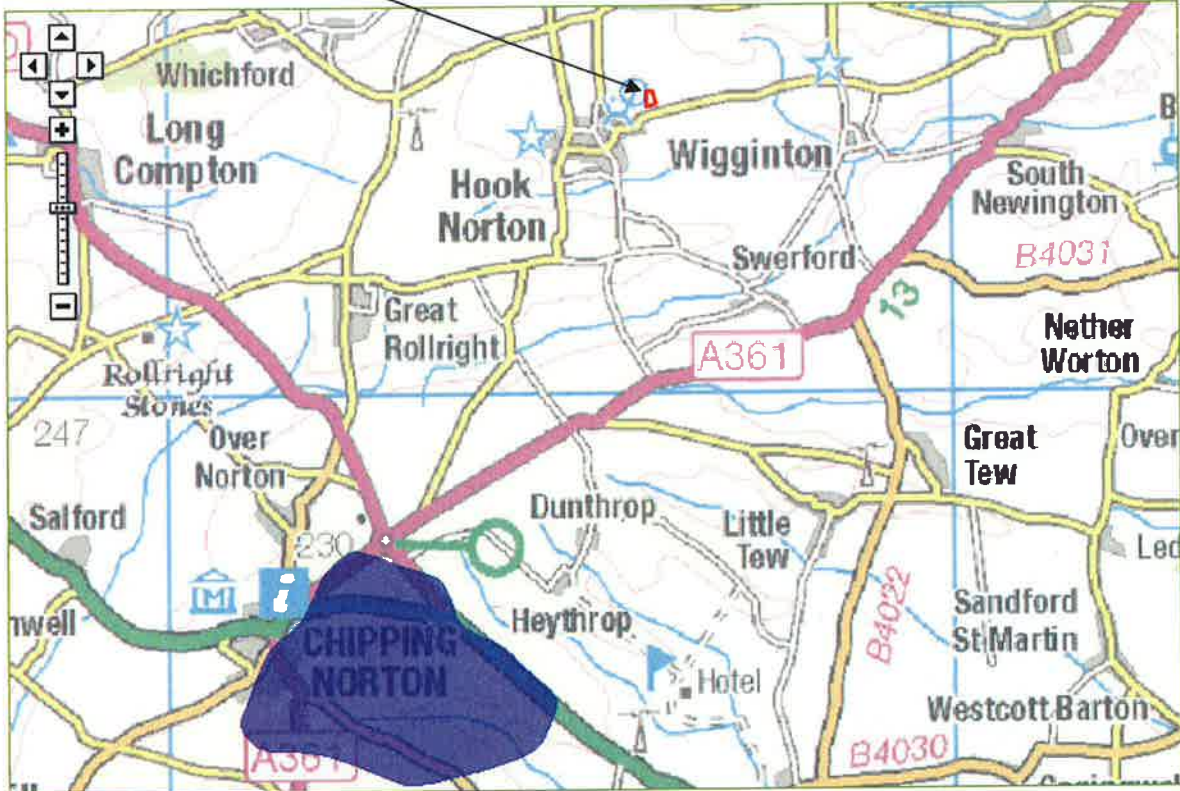 Whichford
Long
Compton
Hook
Norton
Wigginton
South
Newington
B4031
Swerford
13
Great
Rollright
A361
Nether
Worton
Rollright
Stones
247
Over
Norton
Great
Tew
Over
Salford
230
Dunthrop
Little
Tew
Led
M
i
nwell
CHIPPING
NORTON
Heythrop
Hotel
B4022
Sandford
St Martin
Westcott Barton
A361
B4030